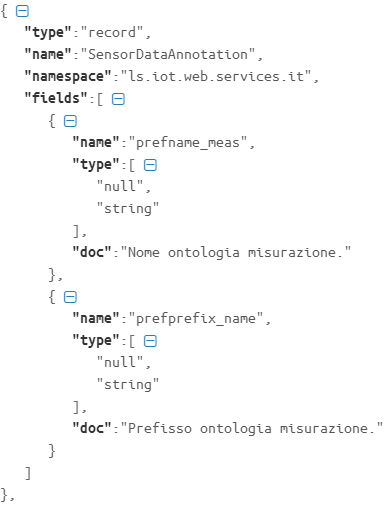 {
"type":"record",
"name":"SensorDataAnnotation",
"namespace":"ls.iot.web.services.it",
"fields":[
{
"name":"prefname_meas",
"type":[
"null",
"string"
],
"doc":"Nome ontologia misurazione."
},
{
"name":"prefprefix_name",
"type":[
"null",
"string"
],
"doc":"Prefisso ontologia misurazione."
}
]
},